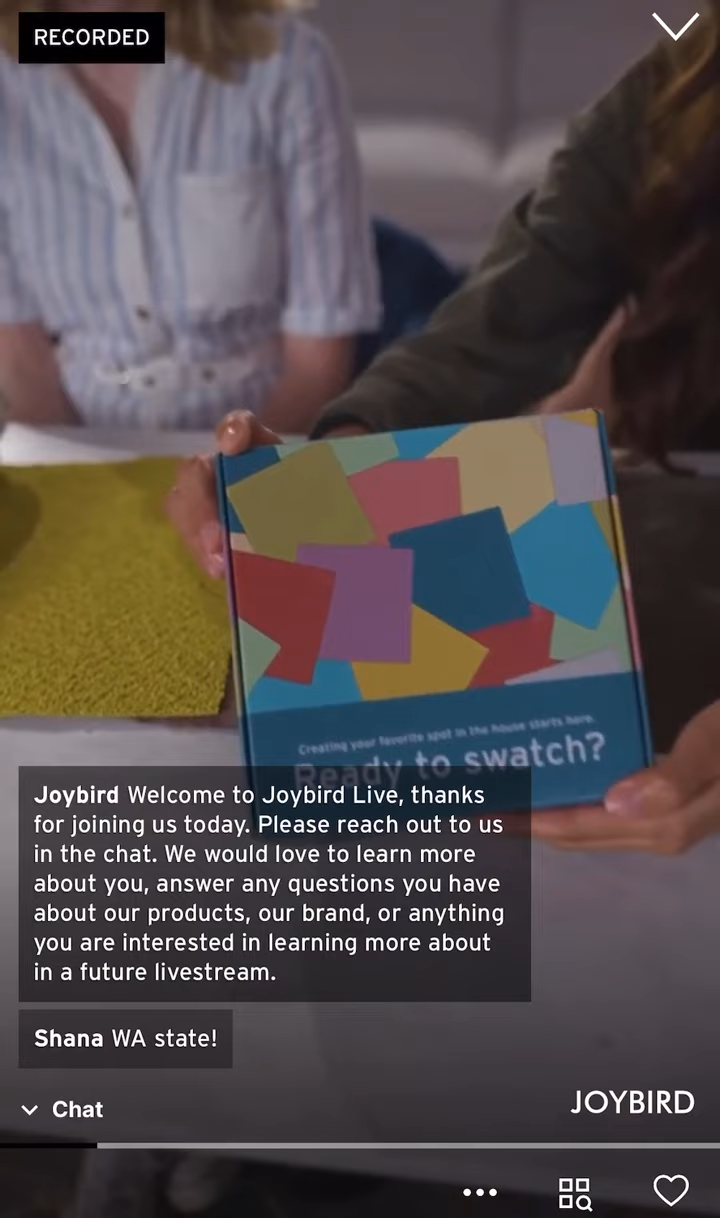 RECORDED
Creating your favorite spot in the house starts here.
Ready to swatch?
Joybird Welcome to Joybird Live, thanks
for joining us today. Please reach out to us
in the chat. We would love to learn more
about you, answer any questions you have
about our products, our brand, or anything
you are interested in learning more about
in a future livestream.
Shana WA state!
Chat
JOYBIRD